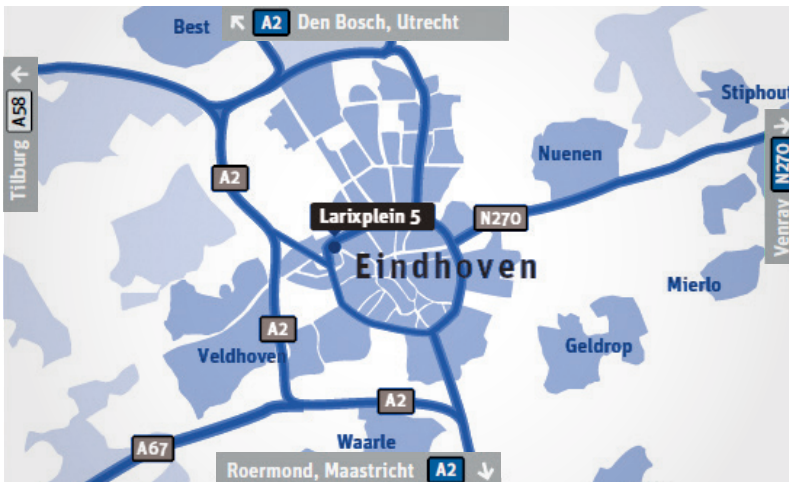 Best
A2 Den Bosch, Utrecht
Tilburg A58
Stiphout
Nuenen
N270
Venray
A2
Larixplein 5
N270
Eindhoven
Mierlo
A2
Veldhoven
Geldrop
A2
A67
Waarle
Roermond, Maastricht A2